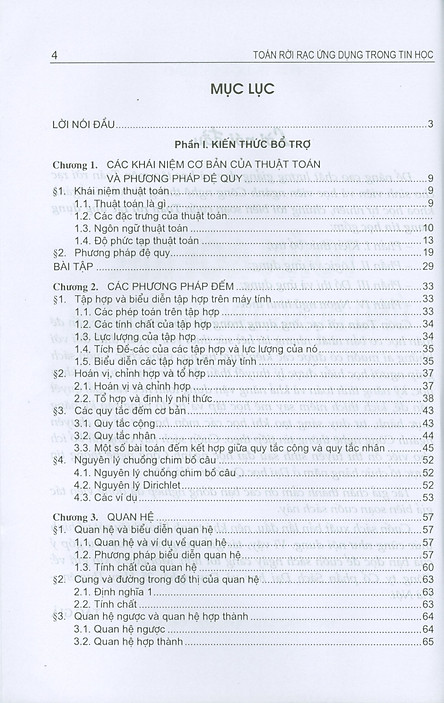 4 TOÁN RỜI RẠC ỨNG DỤNG TRONG TIN HỌC
MỤC LỤC
LỜI NÓI ĐẦU 3
Phần I. KIẾN THỨC BỔ TRỢ
Chương 1. CÁC KHÁI NIỆM CƠ BẢN CỦA THUẬT TOÁN
VÀ PHƯƠNG PHÁP ĐỆ QUY 9
§1. Khái niệm thuật toán 9
1.1. Thuật toán là gì 9
1.2. Các đặc trưng của thuật toán
1.3. Ngôn ngữ thuật toán 10
1.4. Độ phức tạp thuật toán 13
§2. Phương pháp đệ quy 19
BÀI TẬP 29
Chương 2. CÁC PHƯƠNG PHÁP ĐẾM 33
§1. Tập hợp và biểu diễn tập hợp trên máy tính 33
1.1. Các phép toán trên tập hợp 33
1.2. Các tính chất của tập hợp 34
1.3. Lực lượng của tập hợp 34
1.4. Tích Đề-các của các tập hợp và lực lượng của nó 35
1.5. Biểu diễn các tập hợp trên máy tính 35
§2. Hoán vị, chỉnh hợp và tổ hợp 37
2.1. Hoán vị và chỉnh hợp 37
2.2. Tổ hợp và định lý nhị thức 38
§3. Các quy tắc đếm cơ bản 43
3.1. Quy tắc cộng 43
3.2. Quy tắc nhân 44
3.3. Một số bài toán đếm kết hợp giữa quy tắc cộng và quy tắc nhân 45
§4. Nguyên lý chuồng chim bồ câu 52
4.1. Nguyên lý chuồng chim bồ câu 52
4.2. Nguyên lý Dirichlet 52
4.3. Các ví dụ 53
Chương 3. QUAN HỆ 57
§1. Quan hệ và biểu diễn quan hệ 57
1.1. Quan hệ và ví dụ về quan hệ 57
1.2. Phương pháp biểu diễn quan hệ 57
1.3. Tính chất của quan hệ 60
§2. Cung và đường trong đồ thị của quan hệ 63
2.1. Định nghĩa 1 63
2.2. Tính chất 63
§3. Quan hệ ngược và quan hệ hợp thành 64
3.1. Quan hệ ngược 64
3.2. Quan hệ hợp thành 65